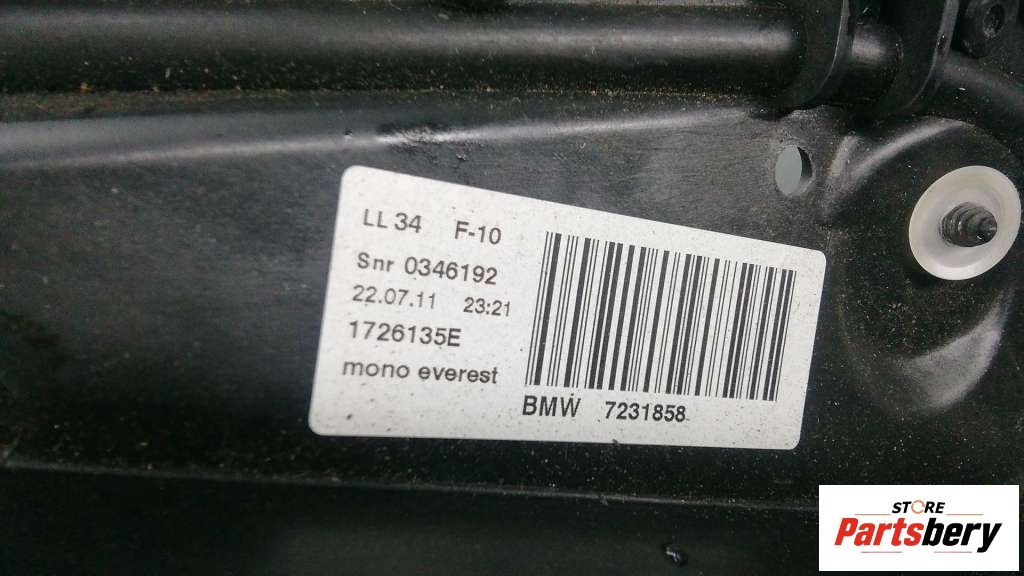 LL 34 F-10
Snr 0346192
22.07.11 23:21
1726135E
mono everest
BMW 7231858
STORE
Partsbery